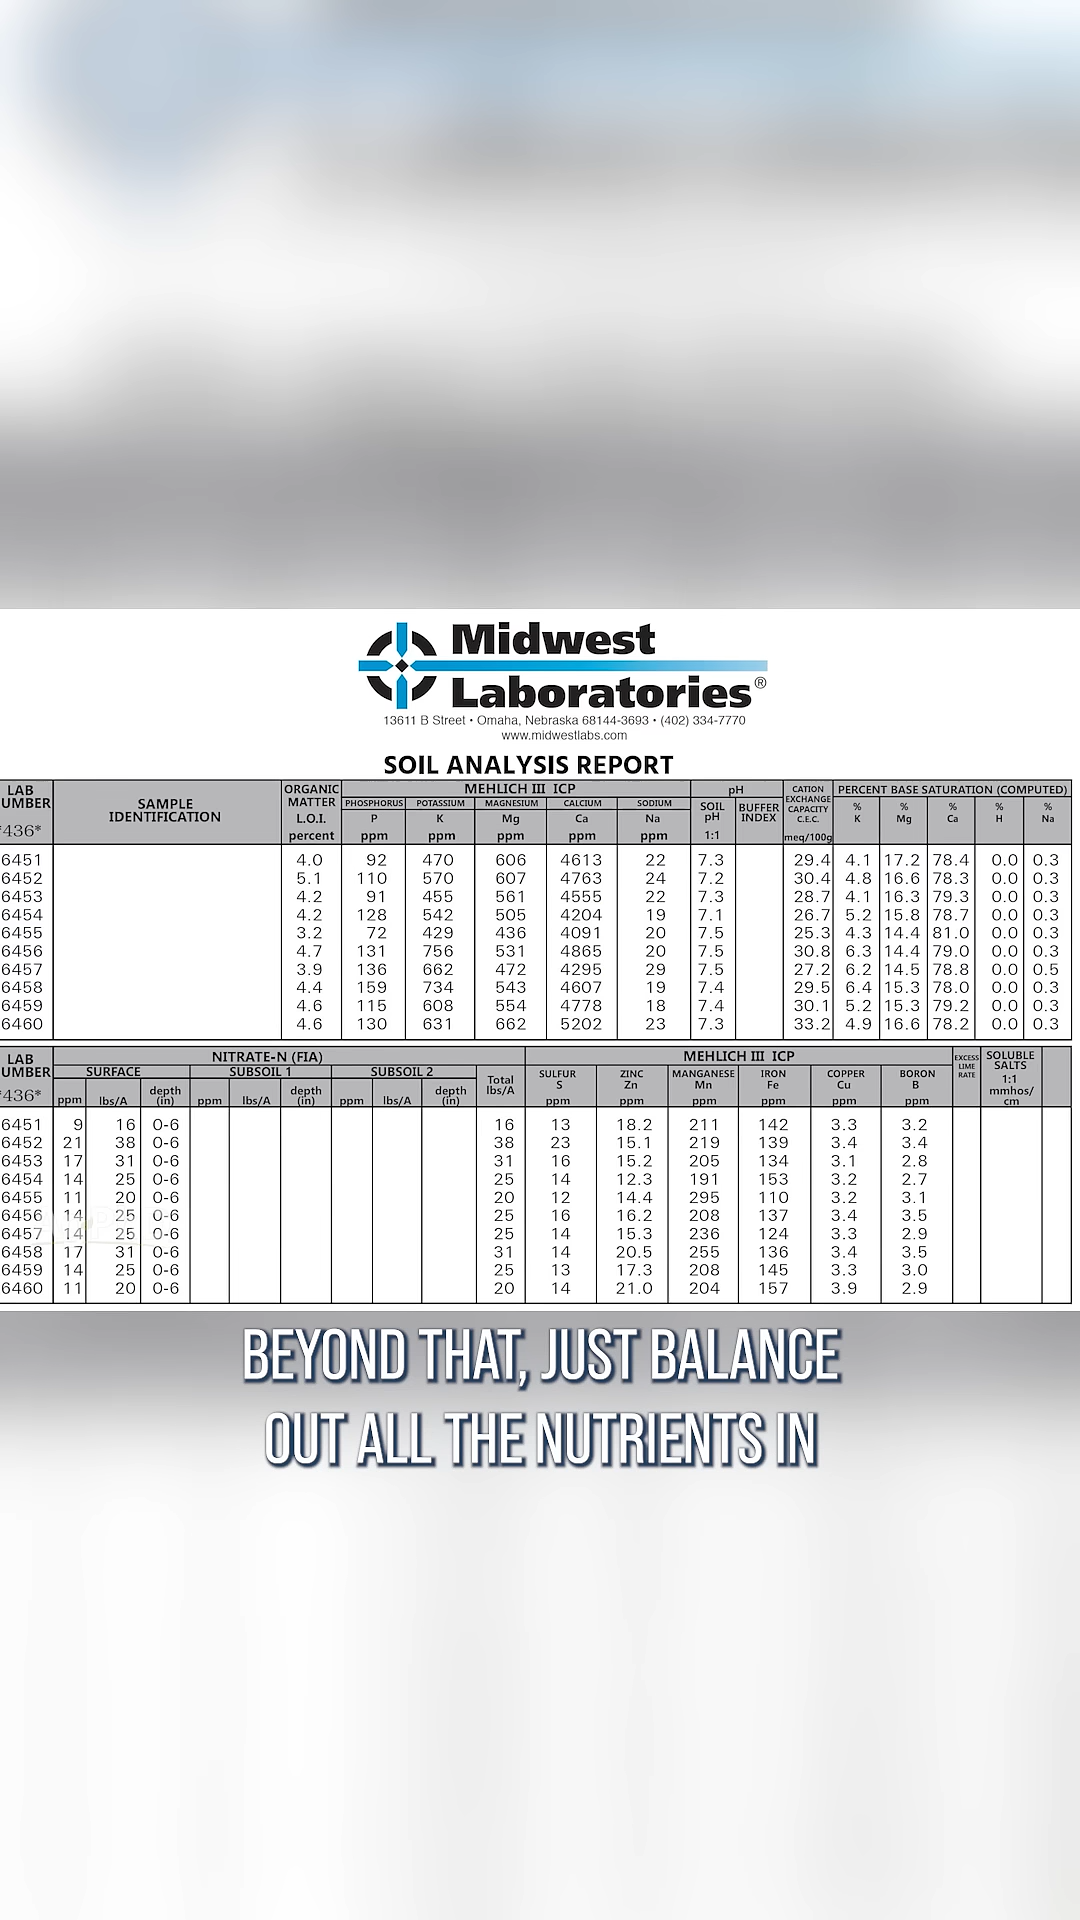 Midwest
Laboratories®
13611 B Street • Omaha, Nebraska 68144-3693 • (402) 334-7770
www.midwestlabs.com
SOIL ANALYSIS REPORT
LAB UMBER *436* SAMPLE IDENTIFICATION ORGANIC MATTER L.O.I. percent MEHLICH III ICP PHOSPHORUS P ppm POTASSIUM K ppm MAGNESIUM Mg ppm CALCIUM Ca ppm SODIUM Na ppm pH SOIL pH 1:1 BUFFER INDEX CATION EXCHANGE CAPACITY C.E.C. meq/100g PERCENT BASE SATURATION (COMPUTED) % K % Mg % Ca % H % Na
6451 4.0 92 470 606 4613 22 7.3 29.4 4.1 17.2 78.4 0.0 0.3
6452 5.1 110 570 607 4763 24 7.2 30.4 4.8 16.6 78.3 0.0 0.3
6453 4.2 91 455 561 4555 22 7.3 28.7 4.1 16.3 79.3 0.0 0.3
6454 4.2 128 542 505 4204 19 7.1 26.7 5.2 15.8 78.7 0.0 0.3
6455 3.2 72 429 436 4091 20 7.5 25.3 4.3 14.4 81.0 0.0 0.3
6456 4.7 131 756 531 4865 20 7.5 30.8 6.3 14.4 79.0 0.0 0.3
6457 3.9 136 662 472 4295 29 7.5 27.2 6.2 14.5 78.8 0.0 0.5
6458 4.4 159 734 543 4607 19 7.4 29.5 6.4 15.3 78.0 0.0 0.3
6459 4.6 115 608 554 4778 18 7.4 30.1 5.2 15.3 79.2 0.0 0.3
6460 4.6 130 631 662 5202 23 7.3 33.2 4.9 16.6 78.2 0.0 0.3
LAB UMBER *436* NITRATE-N (FIA) SURFACE ppm lbs/A depth (in) SUBSOIL 1 ppm lbs/A depth (in) SUBSOIL 2 ppm lbs/A depth (in) Total lbs/A MEHLICH III ICP SULFUR S ppm ZINC Zn ppm MANGANESE Mn ppm IRON Fe ppm COPPER Cu ppm BORON B ppm EXCESS LIME RATE SOLUBLE SALTS 1:1 mmhos/cm
6451 9 16 0-6 16 13 18.2 211 142 3.3 3.2
6452 21 38 0-6 38 23 15.1 219 139 3.4 3.4
6453 17 31 0-6 31 16 15.2 205 134 3.1 2.8
6454 14 25 0-6 25 14 12.3 191 153 3.2 2.7
6455 11 20 0-6 20 12 14.4 295 110 3.2 3.1
6456 14 25 0-6 25 16 16.2 208 137 3.4 3.5
6457 14 25 0-6 25 14 15.3 236 124 3.3 2.9
6458 17 31 0-6 31 14 20.5 255 136 3.4 3.5
6459 14 25 0-6 25 13 17.3 208 145 3.3 3.0
6460 11 20 0-6 20 14 21.0 204 157 3.9 2.9
BEYOND THAT, JUST BALANCE
OUT ALL THE NUTRIENTS IN